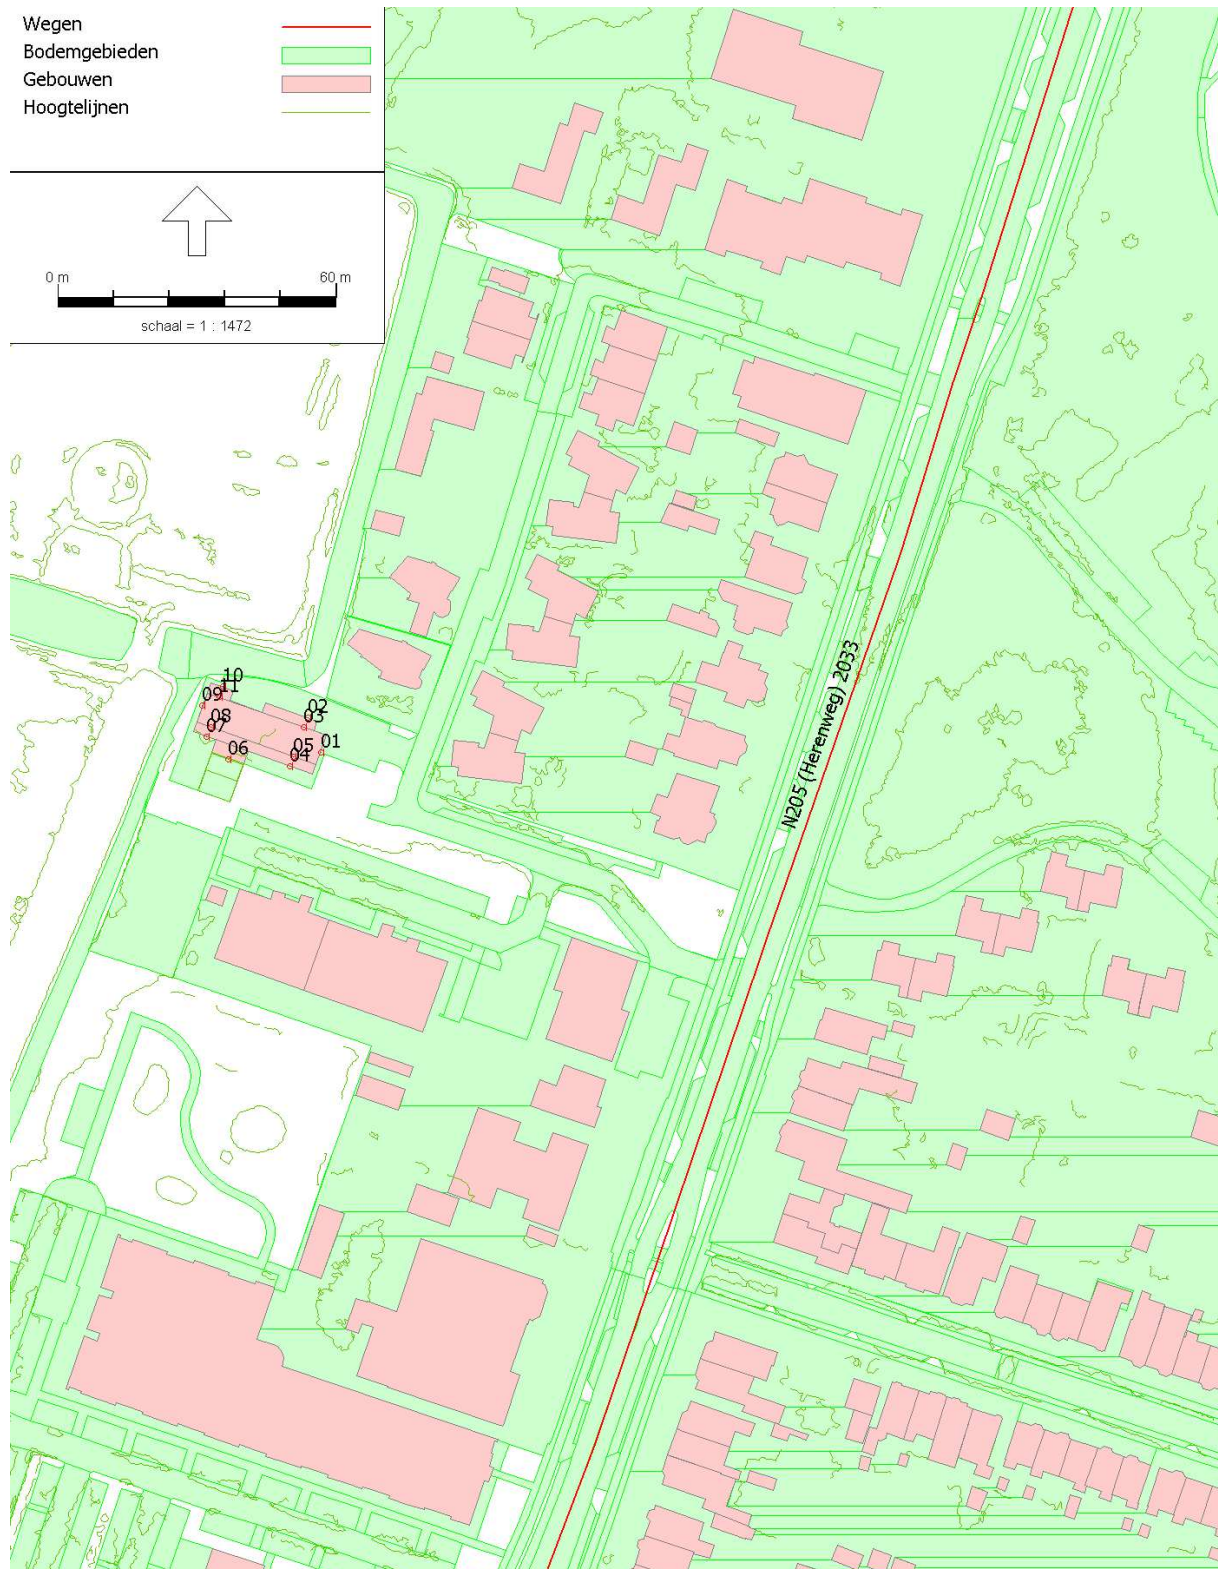 Wegen
Bodemgebieden
Gebouwen
Hoogtelijnen
0 m
60 m
schaal = 1 : 1472
10
11
09
08
07
06
02
03
05
04
01
N205 (Herenweg) 2033